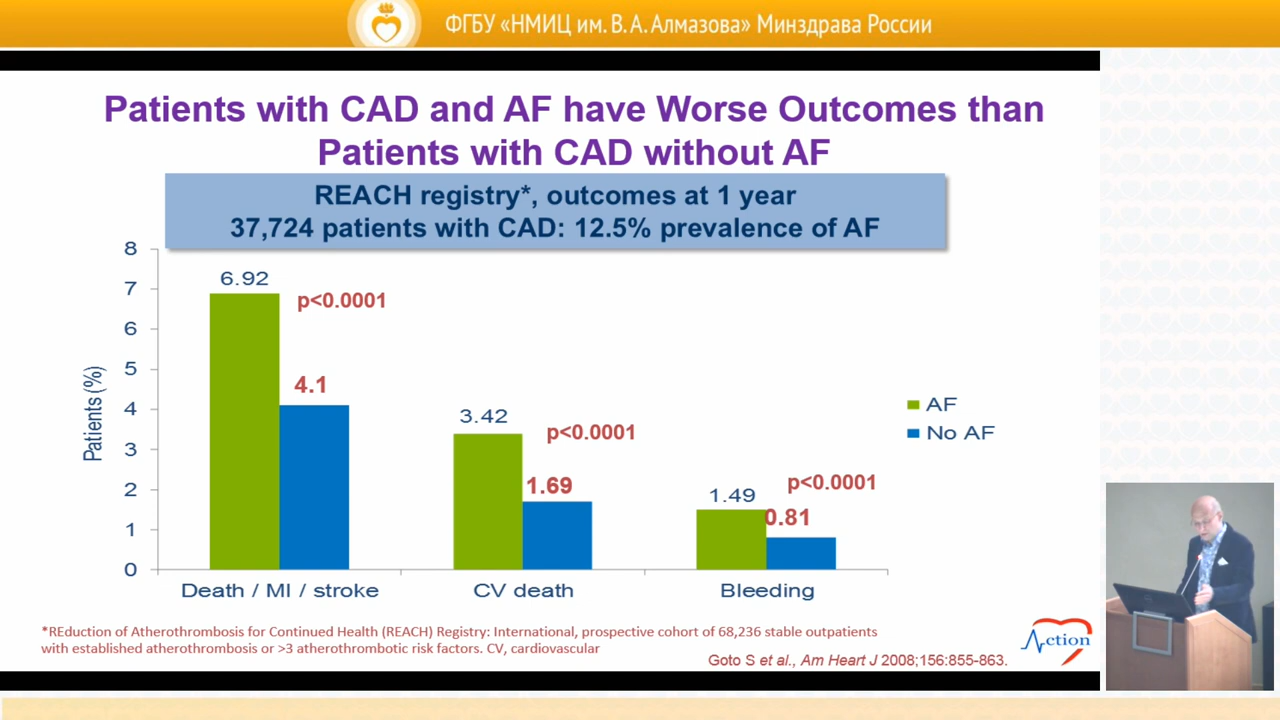 ФГБУ «НМИЦ им. В. А. Алмазова» Минздрава России
Patients with CAD and AF have Worse Outcomes than
Patients with CAD without AF
REACH registry*, outcomes at 1 year
37,724 patients with CAD: 12.5% prevalence of AF
Patients (%)
8
7
6
5
4
3
2
1
0
6.92
p<0.0001
4.1
3.42
p<0.0001
1.69
1.49
p<0.0001
0.81
AF
No AF
Death / MI / stroke
CV death
Bleeding
*REduction of Atherothrombosis for Continued Health (REACH) Registry: International, prospective cohort of 68,236 stable outpatients
with established atherothrombosis or >3 atherothrombotic risk factors. CV, cardiovascular
Goto S et al., Am Heart J 2008;156:855-863.
Action